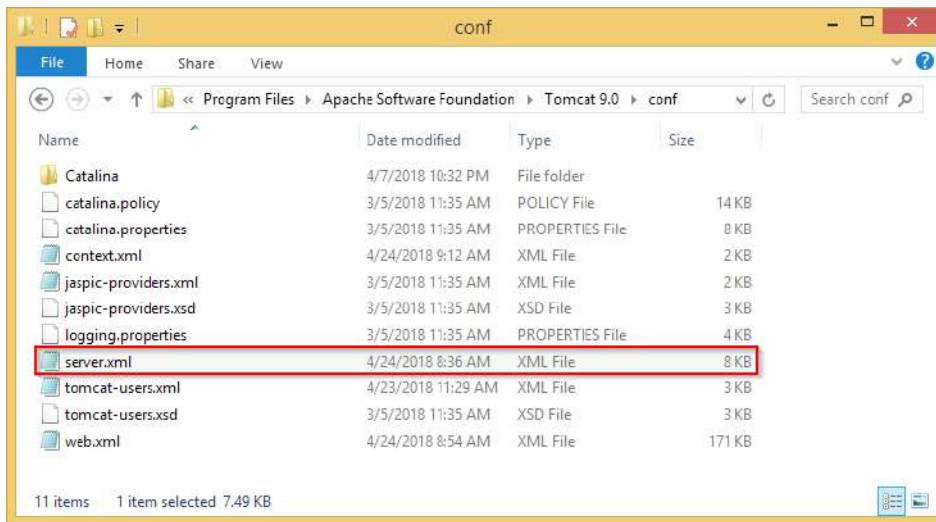 conf
File Home Share View
« Program Files Apache Software Foundation Tomcat 9.0 conf Search conf
Name Date modified Type Size
Catalina 4/7/2018 10:32 PM File folder
catalina.policy 3/5/2018 11:35 AM POLICY File 14 KB
catalina.properties 3/5/2018 11:35 AM PROPERTIES File 8 KB
context.xml 4/24/2018 9:12 AM XML File 2 KB
jaspic-providers.xml 3/5/2018 11:35 AM XML File 2 KB
jaspic-providers.xsd 3/5/2018 11:35 AM XSD File 3 KB
logging.properties 3/5/2018 11:35 AM PROPERTIES File 4 KB
server.xml 4/24/2018 8:36 AM XML File 8 KB
tomcat-users.xml 4/23/2018 11:29 AM XML File 3 KB
tomcat-users.xsd 3/5/2018 11:35 AM XSD File 3 KB
web.xml 4/24/2018 8:54 AM XML File 171 KB
11 items 1 item selected 7.49 KB